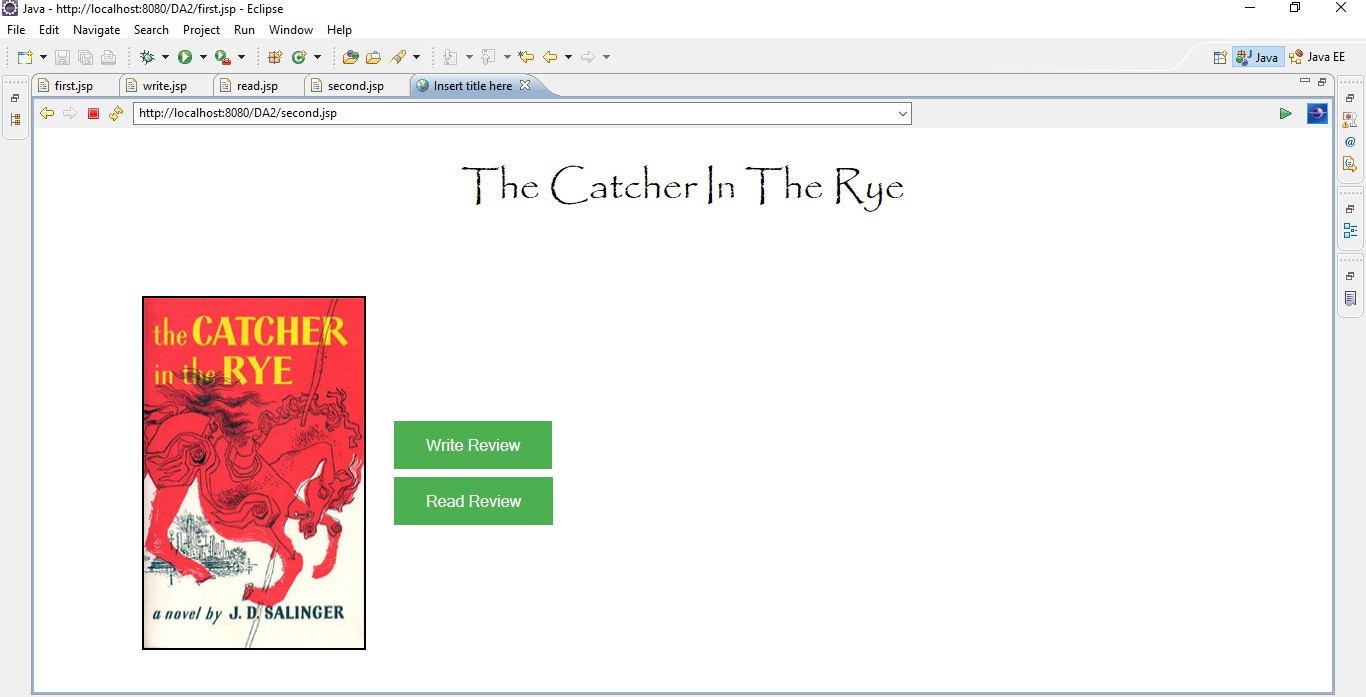 Java - http://localhost:8080/DA2/first.jsp - Eclipse
File Edit Navigate Search Project Run Window Help
Java Java EE
first.jsp write.jsp read.jsp second.jsp Insert title here
http://localhost:8080/DA2/second.jsp
The Catcher In The Rye
the CATCHER
in the RYE
Write Review
Read Review
a novel by J. D. SALINGER